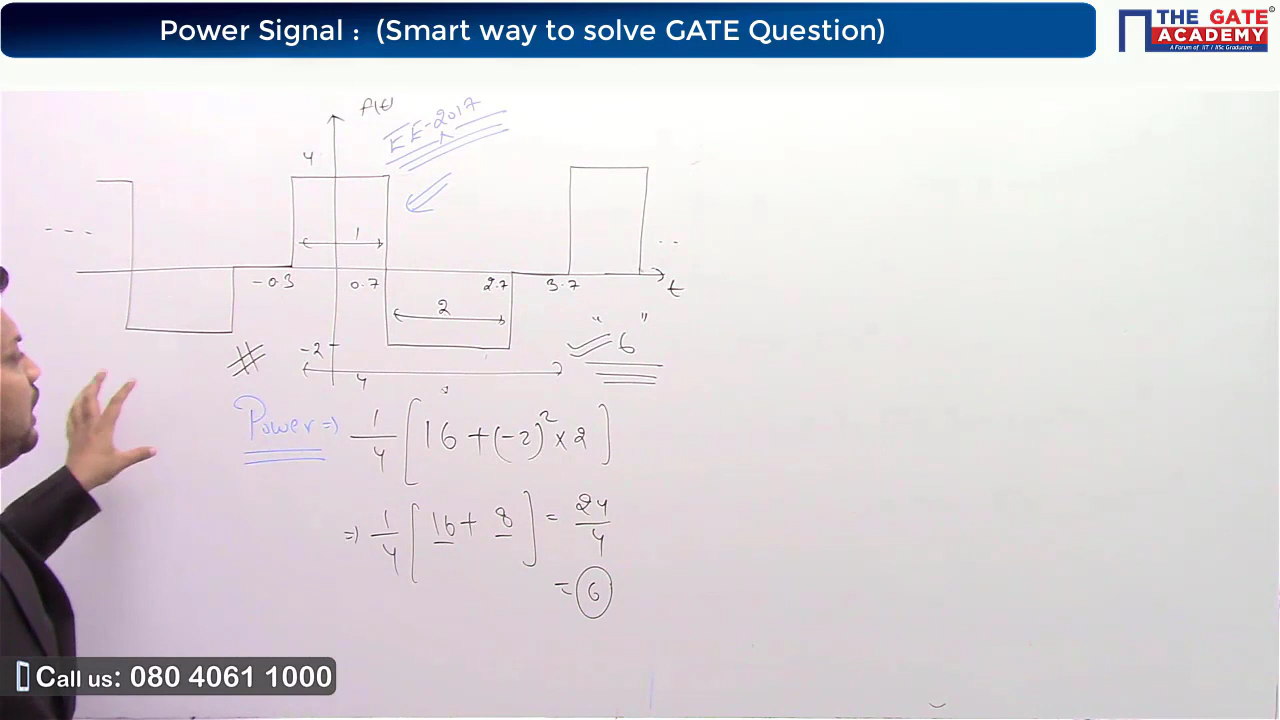 Power Signal : (Smart way to solve GATE Question)
THE GATE ACADEMY
A Forum of IIT / IISc Graduates
f(t)
EE-2017
4
1
-0.3 0.7 2.7 3.7 t
2
-2
" 6 "
4
Power ⇒ 1/4 [16 + (-2)² × 2]
⇒ 1/4 [16 + 8] = 24/4
= 6
Call us: 080 4061 1000